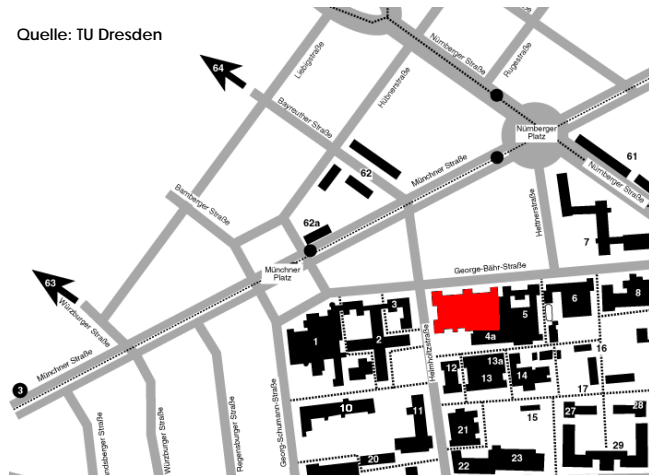 Quelle: TU Dresden
64
Liebigstraße
Hübnerstraße
Nürnberger Straße
Rugestraße
Bayreuther Straße
Nürnberger
Platz
Münchner Straße
62
61
Nürnberger Straße
Bamberger Straße
62a
Hettnerstraße
7
Münchner
Platz
George-Bähr-Straße
63
Würzburger Straße
3
6
8
5
1
2
4a
Münchner Straße
3
Helmholtzstraße
16
13a
12
13
14
17
andsberger Straße
Würzburger Straße
Regensburger Straße
Georg-Schumann-Straße
10
11
15
27
28
21
29
20
22
23